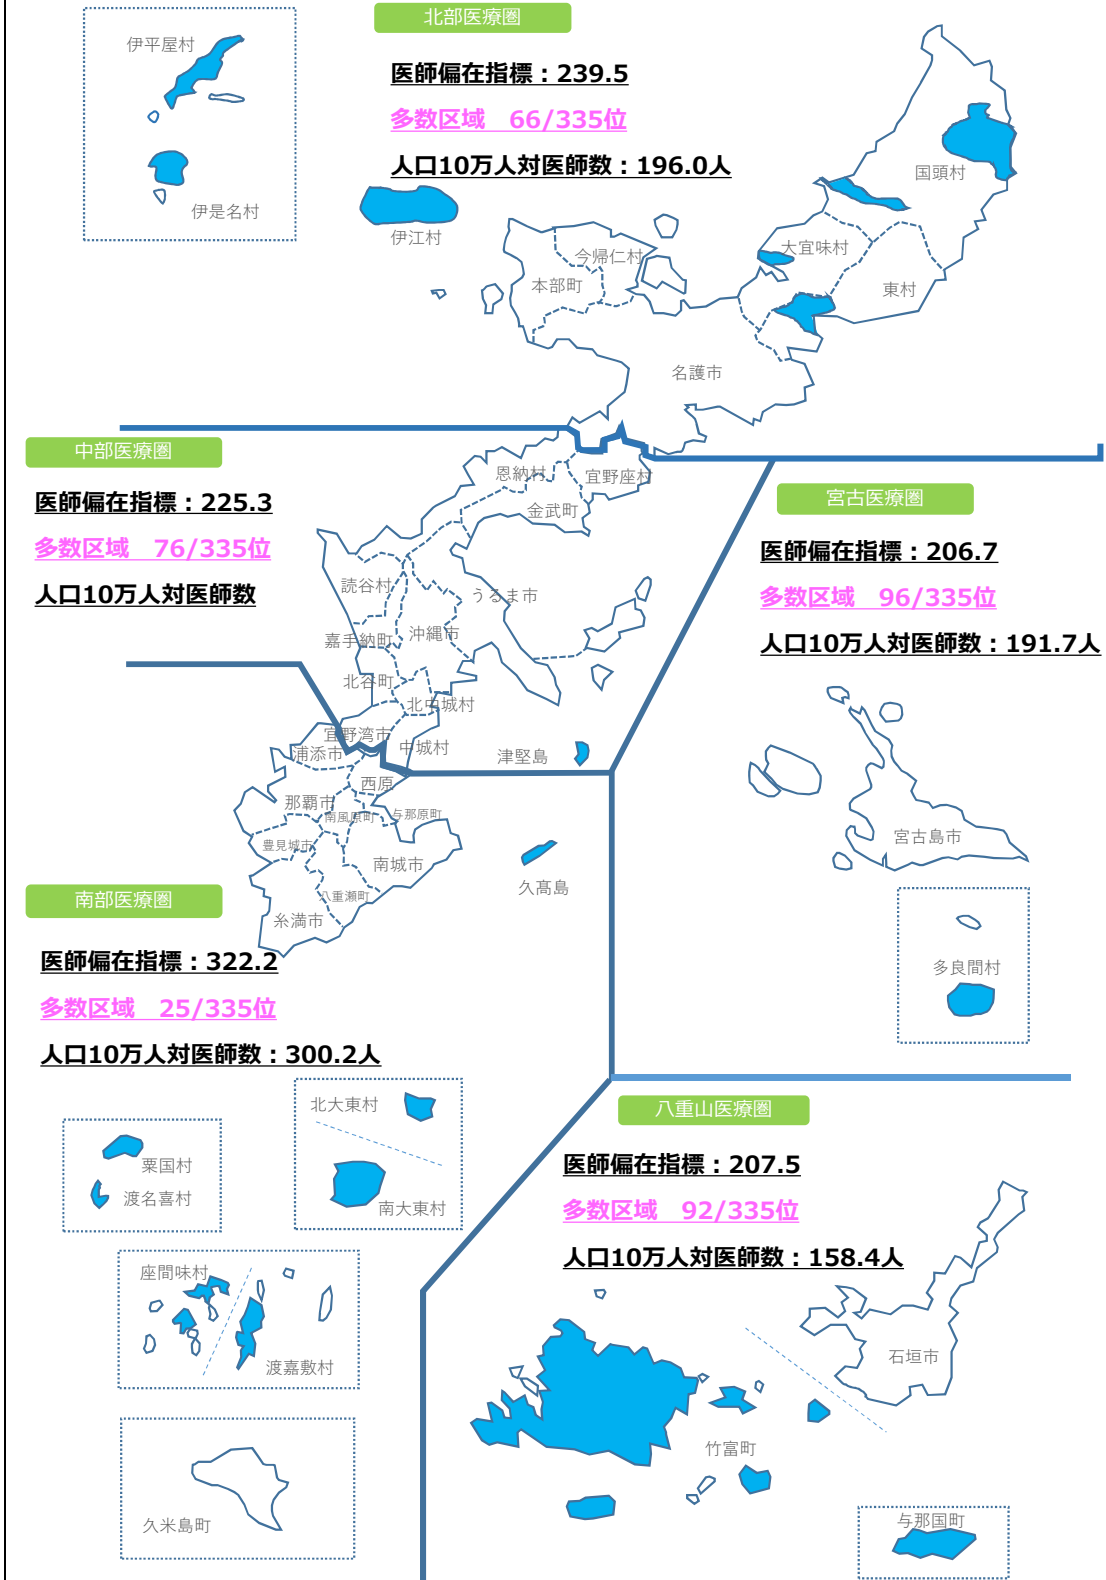 北部医療圏
医師偏在指標：239.5
多数区域　66/335位
人口10万人対医師数：196.0人
伊平屋村
伊是名村
伊江村
国頭村
大宜味村
今帰仁村
本部町
東村
名護市
中部医療圏
医師偏在指標：225.3
多数区域　76/335位
人口10万人対医師数
恩納村
宜野座村
金武町
読谷村
うるま市
嘉手納町
沖縄市
北谷町
北中城村
宜野湾市
中城村
津堅島
宮古医療圏
医師偏在指標：206.7
多数区域　96/335位
人口10万人対医師数：191.7人
宮古島市
多良間村
浦添市
西原
那覇市
南風原町
与那原町
豊見城市
南城市
八重瀬町
糸満市
久髙島
南部医療圏
医師偏在指標：322.2
多数区域　25/335位
人口10万人対医師数：300.2人
北大東村
南大東村
粟国村
渡名喜村
座間味村
渡嘉敷村
久米島町
八重山医療圏
医師偏在指標：207.5
多数区域　92/335位
人口10万人対医師数：158.4人
石垣市
竹富町
与那国町